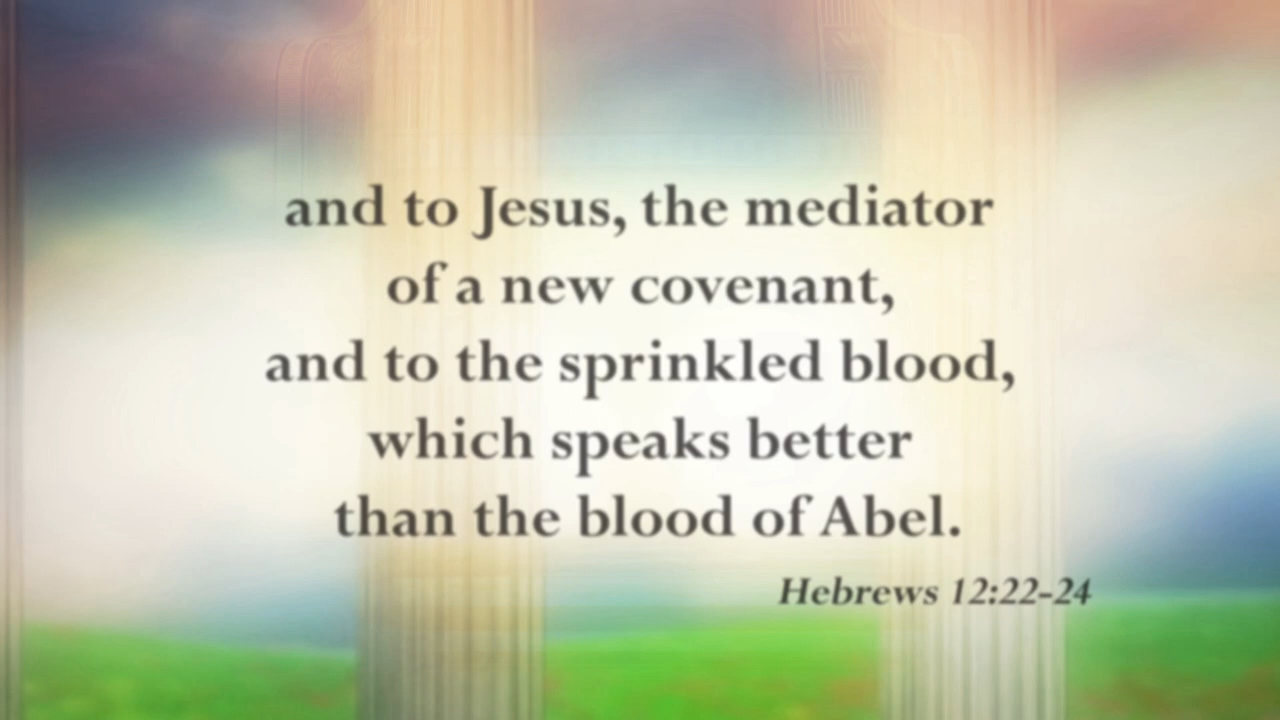 and to Jesus, the mediator
of a new covenant,
and to the sprinkled blood,
which speaks better
than the blood of Abel.
Hebrews 12:22-24